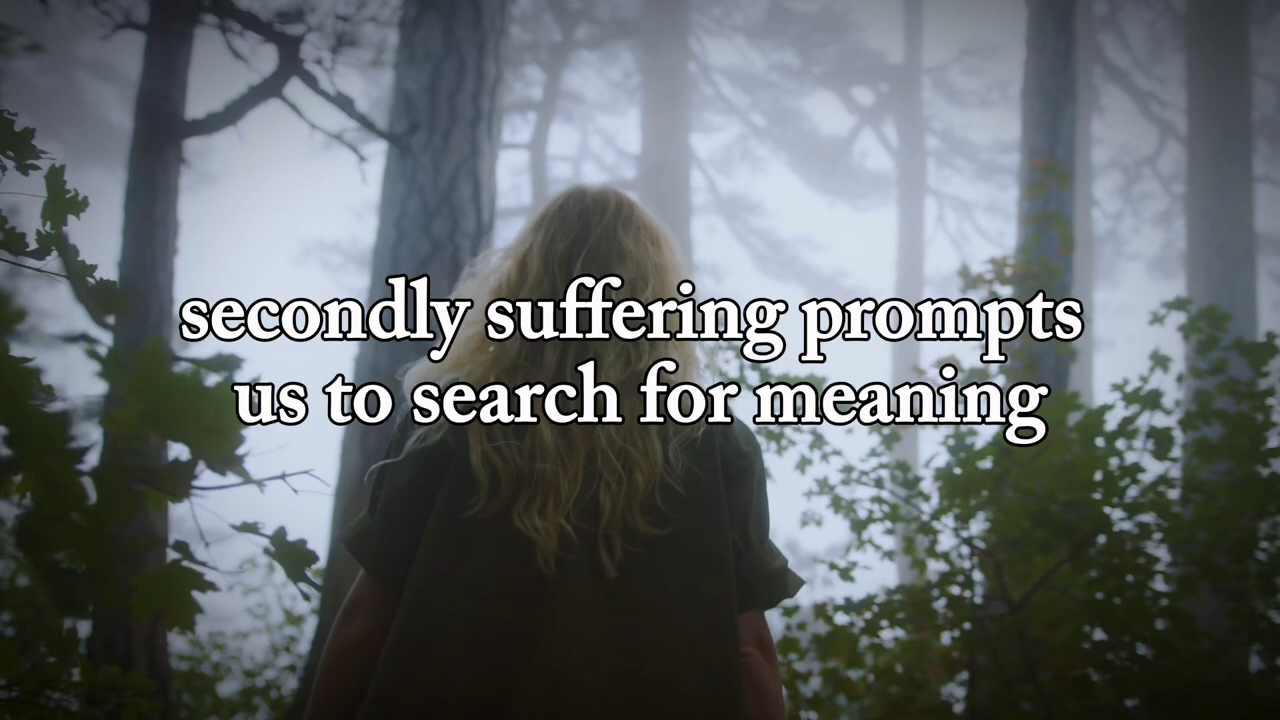 secondly suffering prompts
us to search for meaning